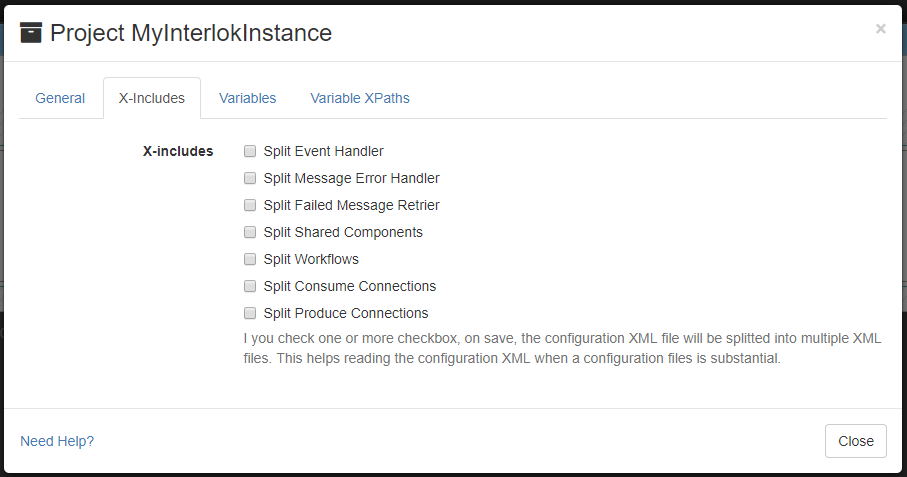 Project MyInterlokInstance
×
General X-Includes Variables Variable XPaths
X-includes Split Event Handler
Split Message Error Handler
Split Failed Message Retrier
Split Shared Components
Split Workflows
Split Consume Connections
Split Produce Connections
I you check one or more checkbox, on save, the configuration XML file will be splitted into multiple XML
files. This helps reading the configuration XML when a configuration files is substantial.
Need Help? Close